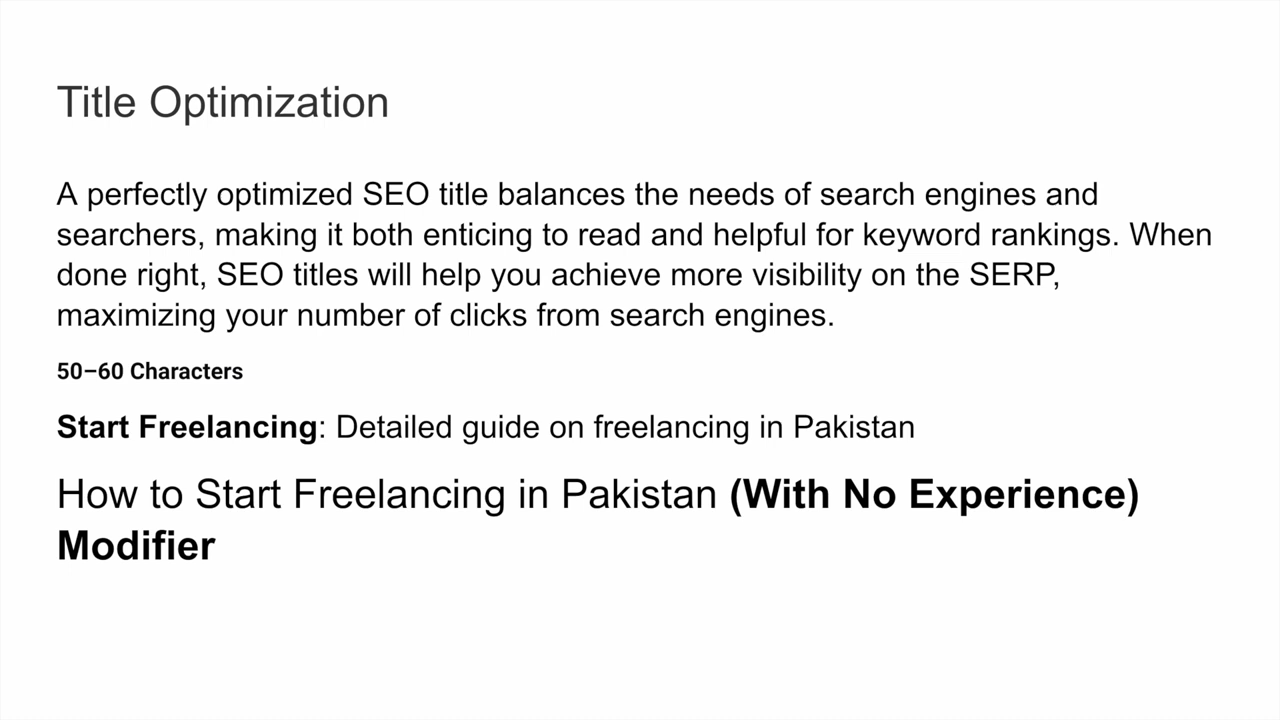 Title Optimization
A perfectly optimized SEO title balances the needs of search engines and
searchers, making it both enticing to read and helpful for keyword rankings. When
done right, SEO titles will help you achieve more visibility on the SERP,
maximizing your number of clicks from search engines.
50–60 Characters
Start Freelancing: Detailed guide on freelancing in Pakistan
How to Start Freelancing in Pakistan (With No Experience)
Modifier